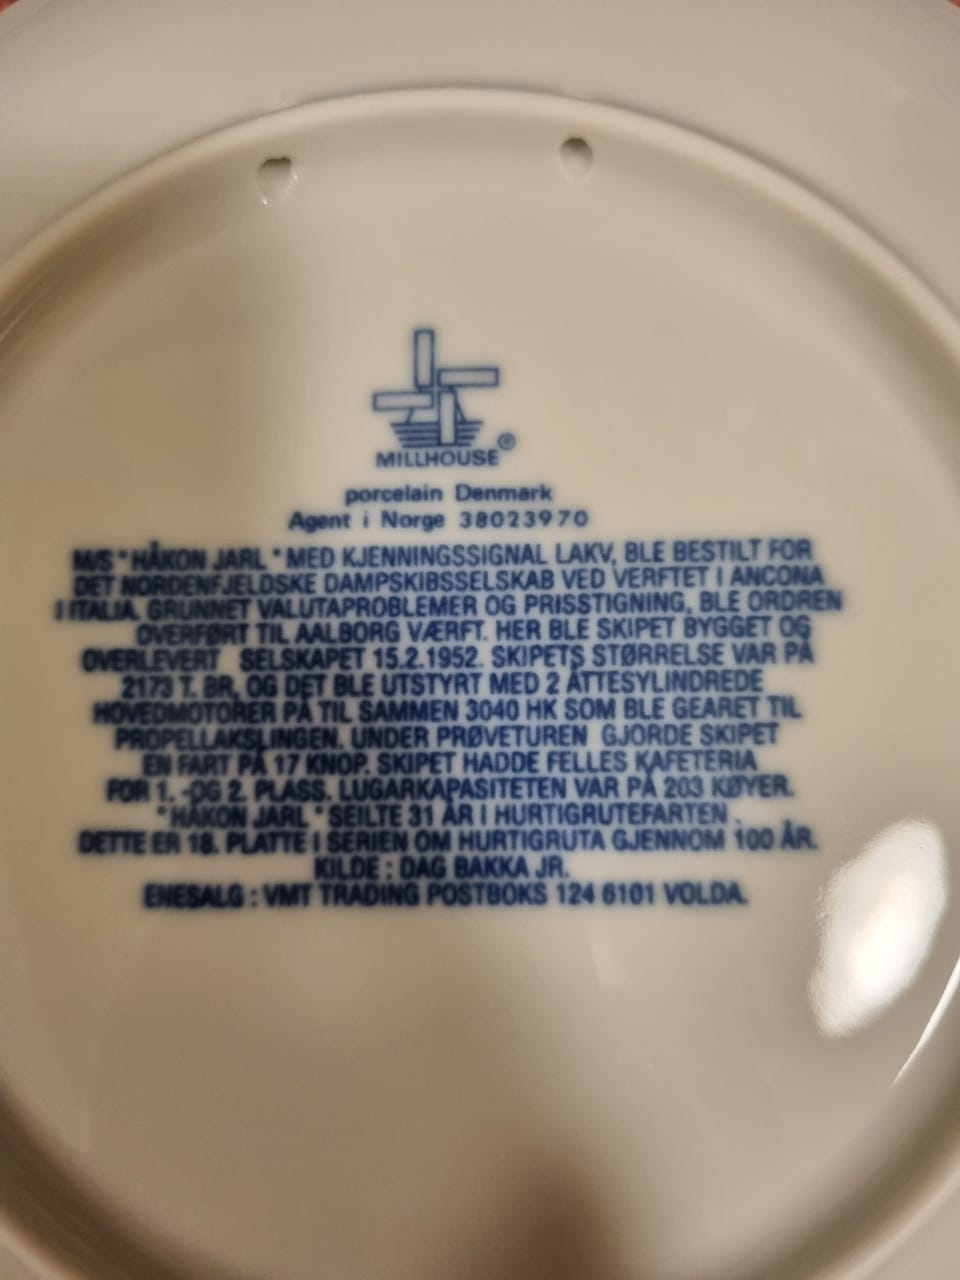 MILLHOUSE®
porcelain Denmark
Agent i Norge 38023970
M/S "HÅKON JARL" MED KJENNINGSSIGNAL LAKV, BLE BESTILT FOR
DET NORDENFJELDSKE DAMPSKIBSSELSKAB VED VERFTET I ANCONA
I ITALIA. GRUNNET VALUTAPROBLEMER OG PRISSTIGNING, BLE ORDREN
OVERFØRT TIL AALBORG VÆRFT. HER BLE SKIPET BYGGET OG
OVERLEVERT SELSKAPET 15.2.1952. SKIPETS STØRRELSE VAR PÅ
2173 T. BR, OG DET BLE UTSTYRT MED 2 ÅTTESYLINDREDE
HOVEDMOTORER PÅ TIL SAMMEN 3040 HK SOM BLE GEARET TIL
PROPELLAKSLINGEN. UNDER PRØVETUREN GJORDE SKIPET
EN FART PÅ 17 KNOP. SKIPET HADDE FELLES KAFETERIA
FOR 1. -OG 2. PLASS. LUGARKAPASITETEN VAR PÅ 203 KØYER.
"HÅKON JARL" SEILTE 31 ÅR I HURTIGRUTEFARTEN.
DETTE ER 18. PLATTE I SERIEN OM HURTIGRUTA GJENNOM 100 ÅR.
KILDE : DAG BAKKA JR.
ENESALG : VMT TRADING POSTBOKS 124 6101 VOLDA.